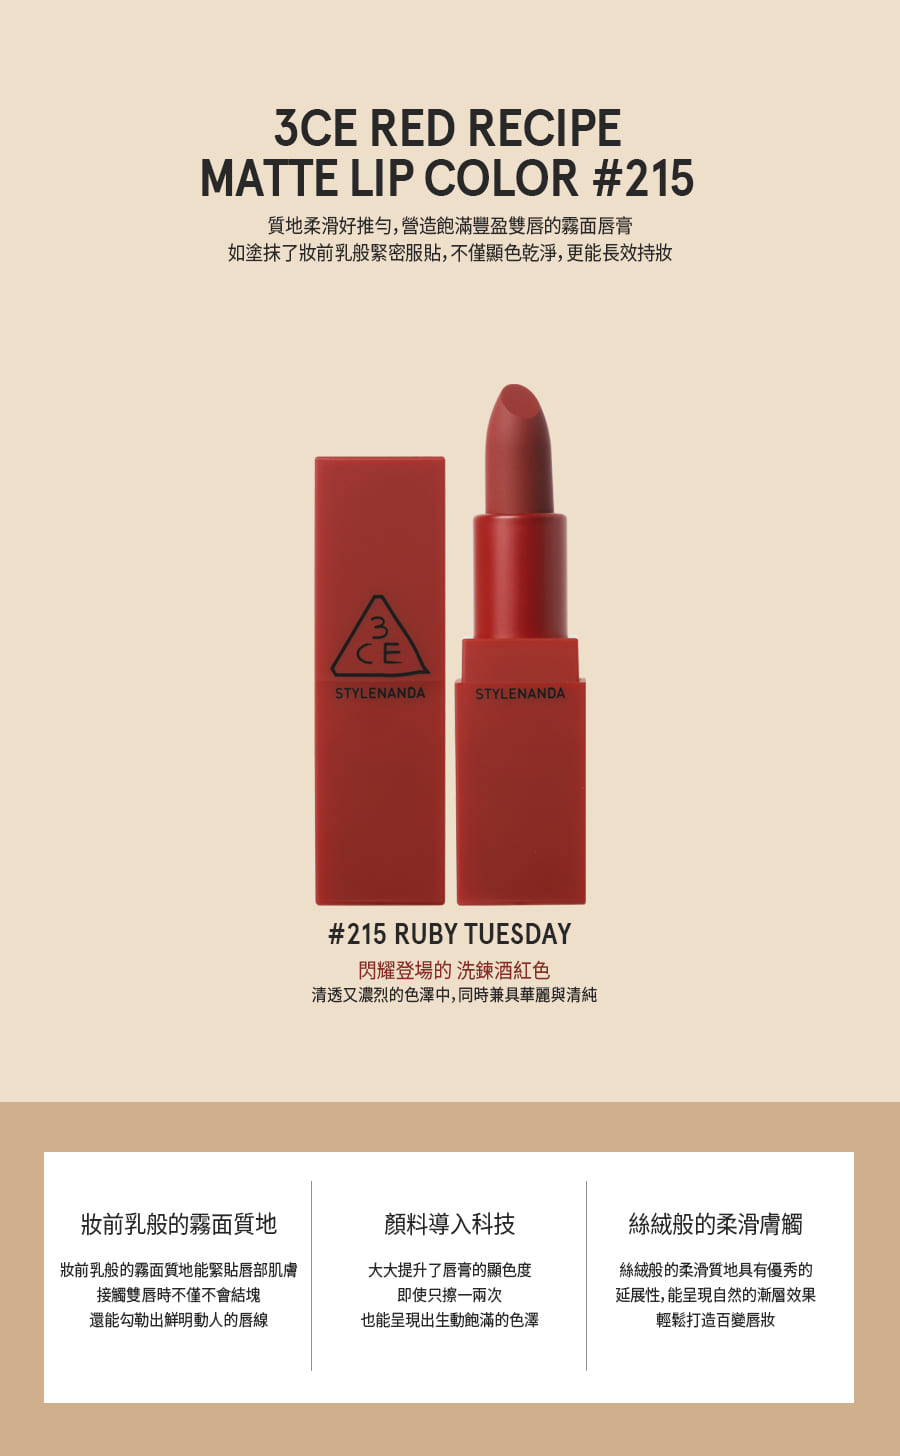 3CE RED RECIPE
MATTE LIP COLOR #215
質地柔滑好推勻,營造飽滿豐盈雙唇的霧面唇膏
如塗抹了妝前乳般緊密服貼,不僅顯色乾淨,更能長效持妝
3
CE
STYLENANDA
STYLENANDA
#215 RUBY TUESDAY
閃耀登場的 洗鍊酒紅色
清透又濃烈的色澤中,同時兼具華麗與清純
妝前乳般的霧面質地
妝前乳般的霧面質地能緊貼唇部肌膚
接觸雙唇時不僅不會結塊
還能勾勒出鮮明動人的唇線
顏料導入科技
大大提升了唇膏的顯色度
即使只擦一兩次
也能呈現出生動飽滿的色澤
絲絨般的柔滑膚觸
絲絨般的柔滑質地具有優秀的
延展性,能呈現自然的漸層效果
輕鬆打造百變唇妝